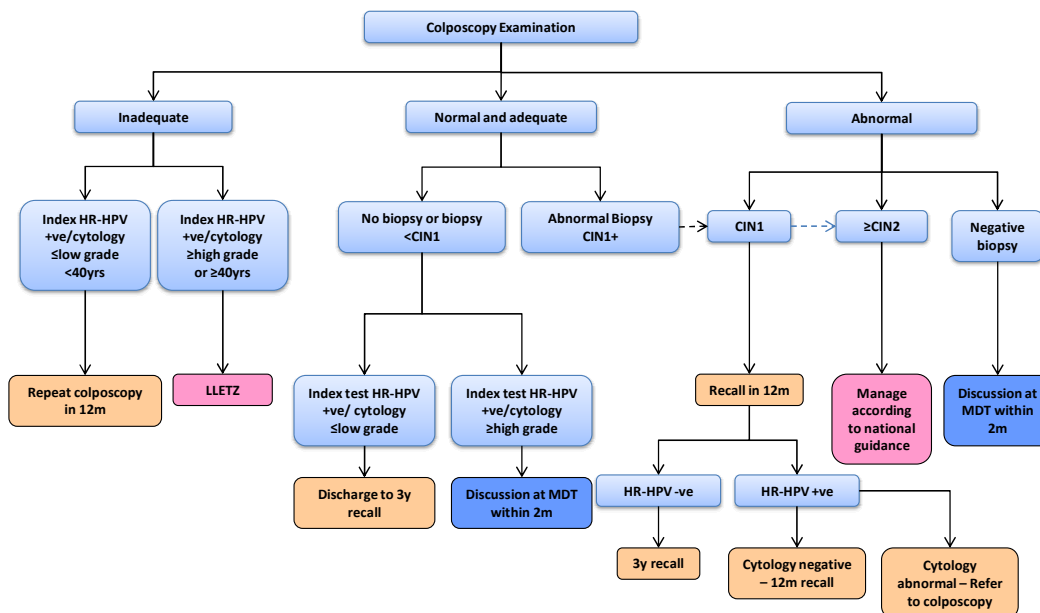 Colposcopy Examination
Inadequate
Normal and adequate
Abnormal
Index HR-HPV
+ve/cytology
≤low grade
<40yrs
Index HR-HPV
+ve/cytology
≥high grade
or ≥40yrs
No biopsy or biopsy
<CIN1
Abnormal Biopsy
CIN1+
CIN1
≥CIN2
Negative
biopsy
Repeat colposcopy
in 12m
LLETZ
Index test HR-HPV
+ve/ cytology
≤low grade
Index test HR-HPV
+ve/cytology
≥high grade
Recall in 12m
Manage
according
to national
guidance
Discussion at
MDT within
2m
Discharge to 3y
recall
Discussion at MDT
within 2m
HR-HPV -ve
HR-HPV +ve
3y recall
Cytology negative
– 12m recall
Cytology
abnormal – Refer
to colposcopy